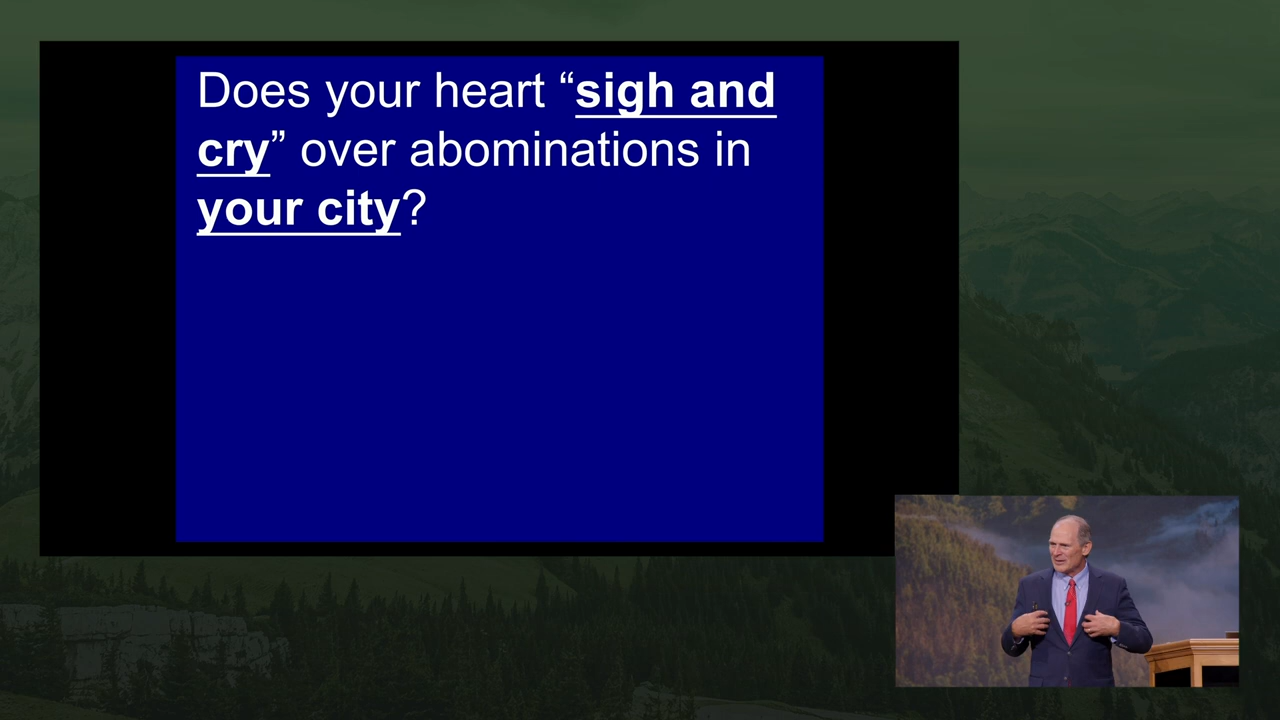 Does your heart “sigh and
cry” over abominations in
your city?